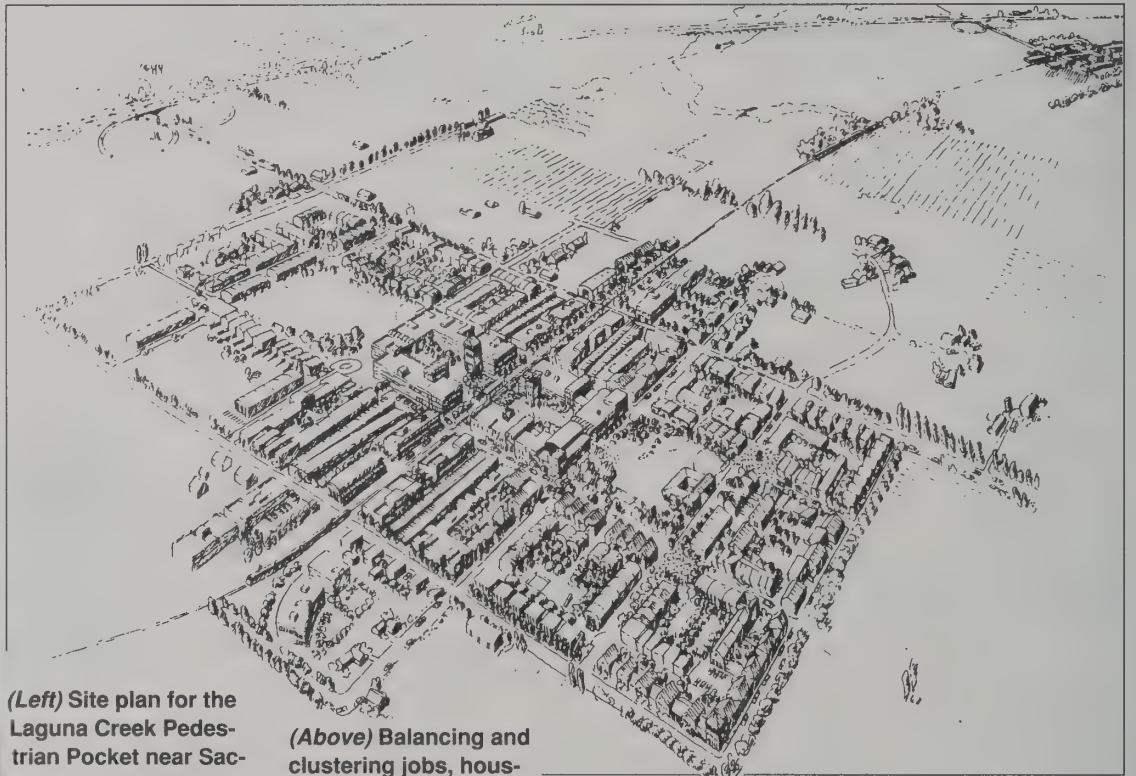 (Left) Site plan for the
Laguna Creek Pedes-
trian Pocket near Sac-
(Above) Balancing and
clustering jobs, hous-